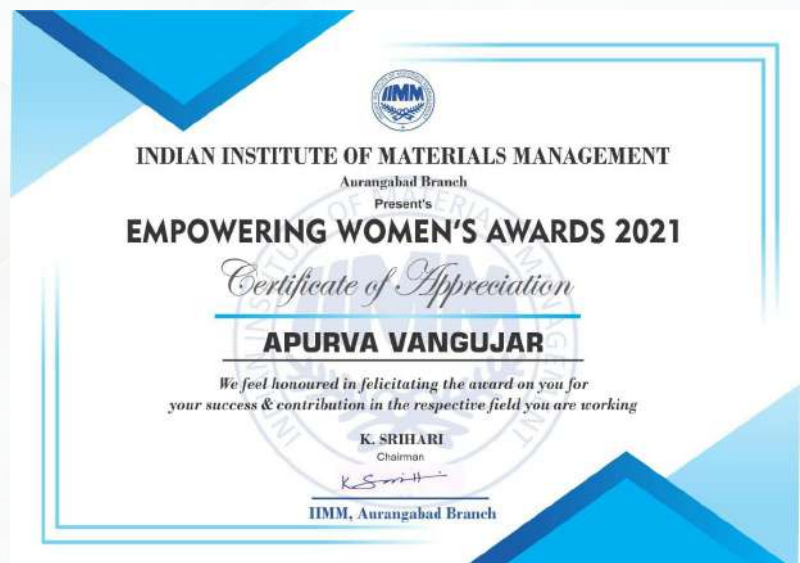 IIMM
INDIAN INSTITUTE OF MATERIALS MANAGEMENT
Aurangabad Branch
Present's
EMPOWERING WOMEN'S AWARDS 2021
Certificate of Appreciation
APURVA VANGUJAR
We feel honoured in felicitating the award on you for
your success & contribution in the respective field you are working
K. SRIHARI
Chairman
IIMM, Aurangabad Branch